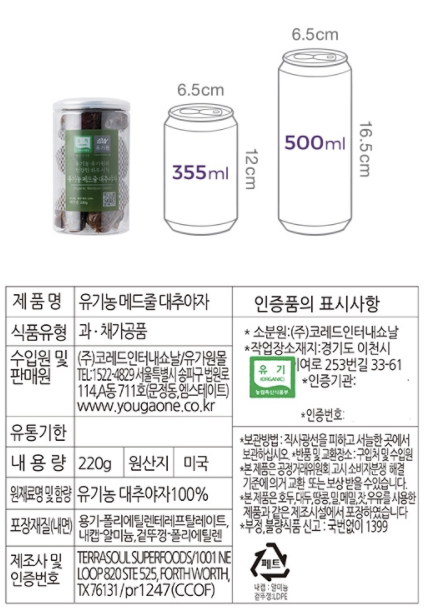 6.5cm
6.5cm
355ml
12cm
500ml
16.5cm
유기농 메드줄 대추야자
제 품 명
유기농 메드줄 대추야자
식품유형
과 · 채가공품
수입원 및
판매원
(주)코레드인터내쇼날/유가원몰
TEL:1522-4829 서울특별시 송파구 법원로
114,A동 711호(문정동,엠스테이트)
www.yougaone.co.kr
유통기한
내 용 량
220g
원산지
미국
원재료명 및 함량
유기농 대추야자100%
포장재질(내면)
용기-폴리에틸렌테레프탈레이트,
내캡-알미늄,겉뚜껑-폴리에틸렌
제조사 및
인증번호
TERRASOUL SUPERFOODS/1001 NE
LOOP 820 STE 525, FORTH WORTH,
TX76131/pr1247(CCOF)
인증품의 표시사항
* 소분원:(주)코레드인터내쇼날
*작업장소재지:경기도 이천시
여로 253번길 33-61
유 기
(ORGANIC)
농림축산식품부
*인증기관:
*인증번호:
*보관방법 : 직사광선을 피하고 서늘한 곳에서
보관하십시오. *반품 및 교환장소 : 구입처 및 수입원
*본 제품은 공정거래위원회 고시 소비자분쟁 해결
기준에 의거 교환 또는 보상 받을 수 있습니다.
*본 제품은 호두,대두,땅콩,밀,메밀,잣,우유를 사용한
제품과 같은 제조시설에서 포장하였습니다
*부정,불량식품 신고 : 국번없이 1399
페트
내캡 : 알미늄
겉뚜껑:LDPE